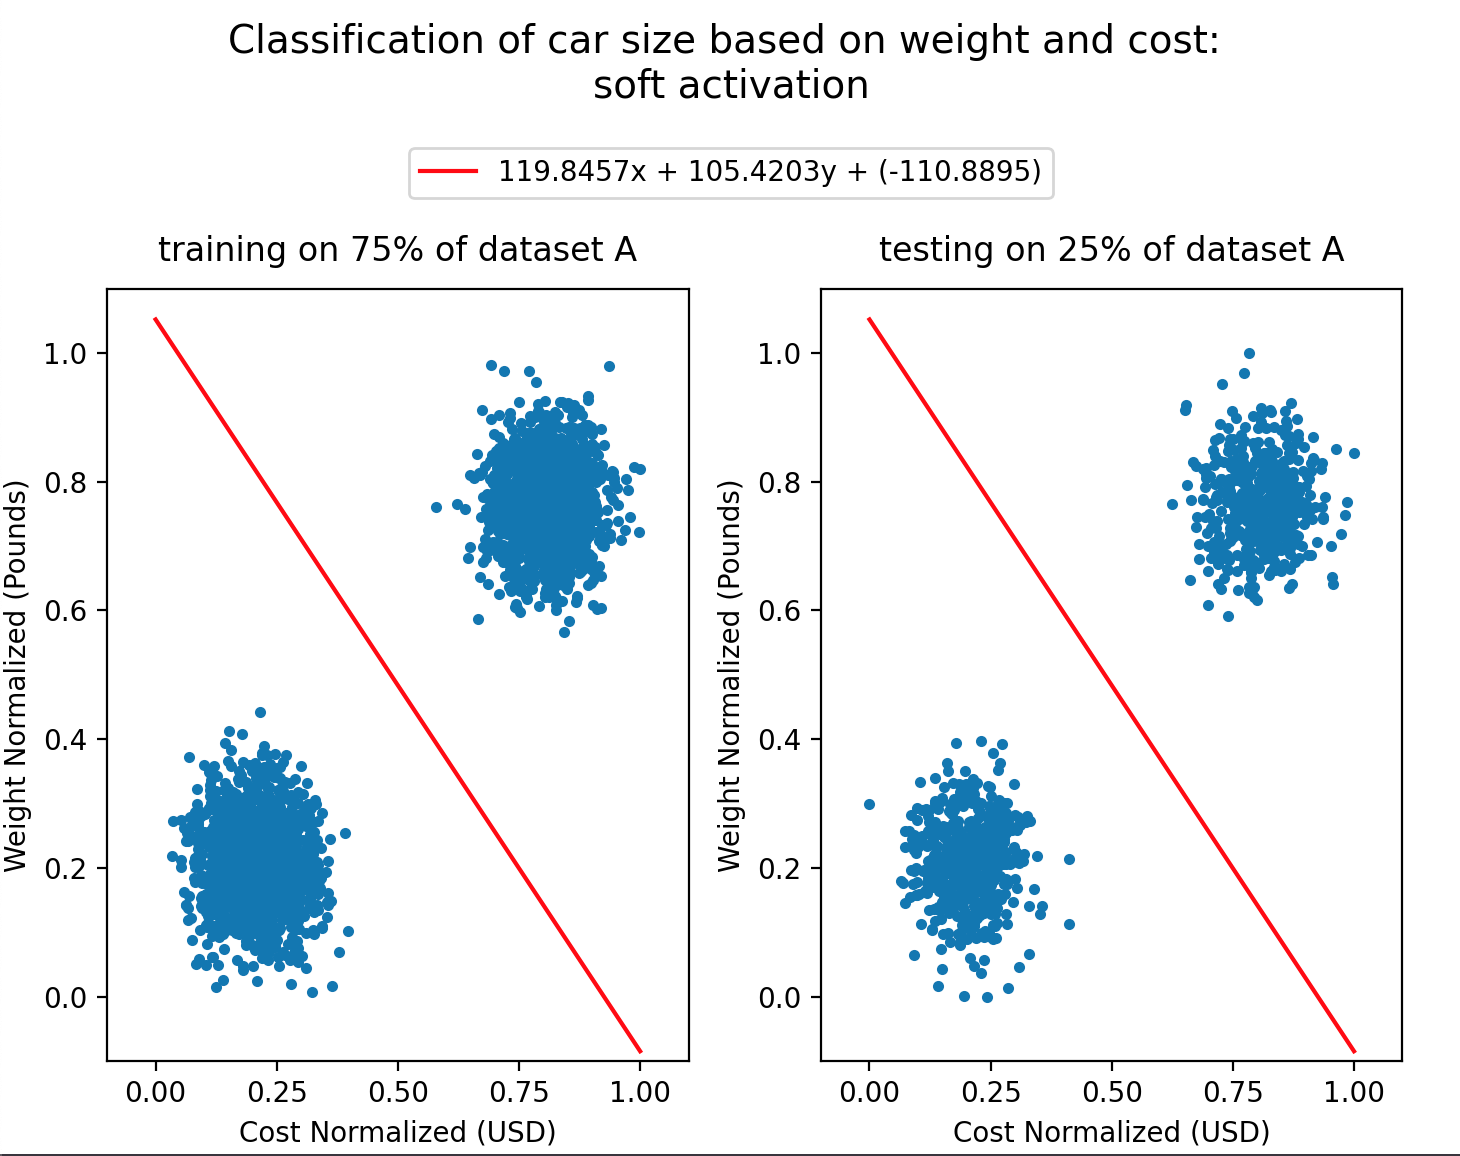 Classification of car size based on weight and cost:
soft activation
119.8457x + 105.4203y + (-110.8895)
training on 75% of dataset A
Weight Normalized (Pounds)
1.0
0.8
0.6
0.4
0.2
0.0
0.00 0.25 0.50 0.75 1.00
Cost Normalized (USD)
testing on 25% of dataset A
Weight Normalized (Pounds)
1.0
0.8
0.6
0.4
0.2
0.0
0.00 0.25 0.50 0.75 1.00
Cost Normalized (USD)